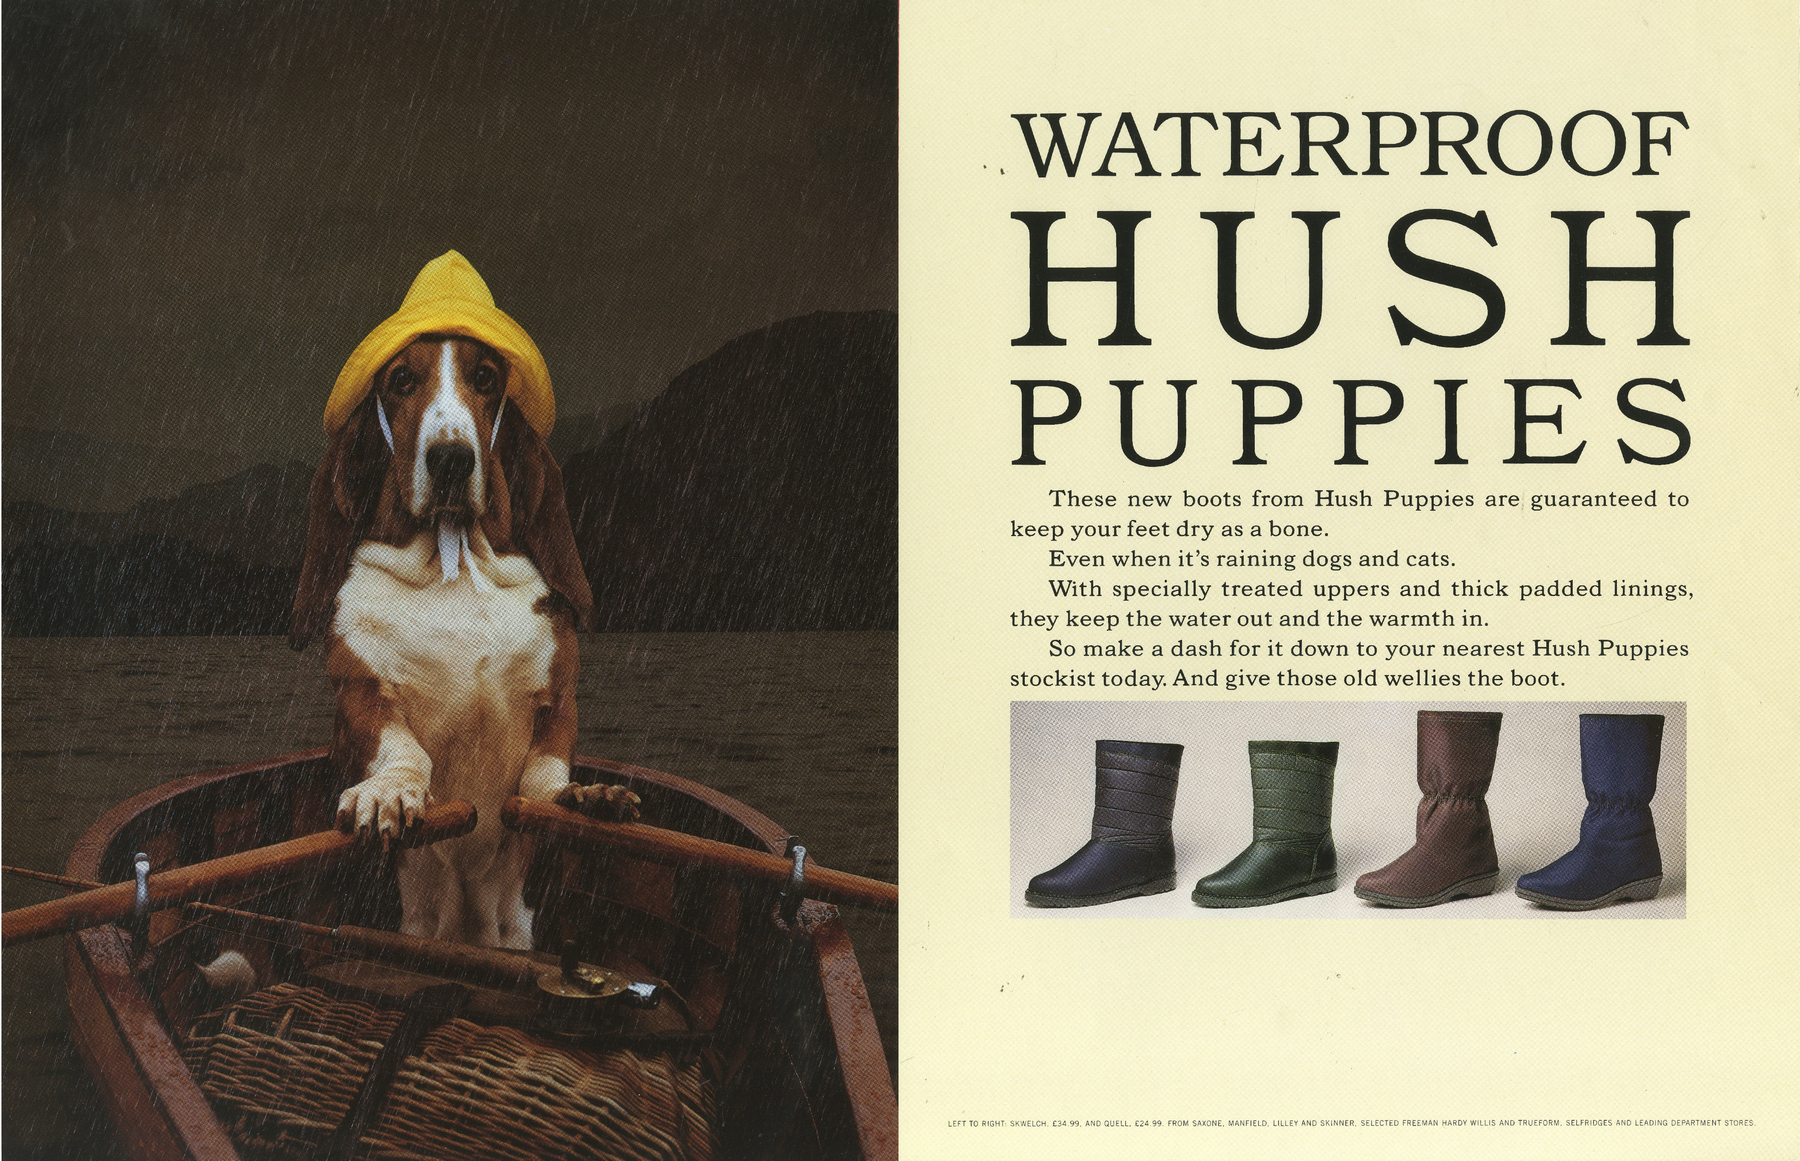 WATERPROOF
HUSH
PUPPIES
These new boots from Hush Puppies are guaranteed to
keep your feet dry as a bone.
Even when it's raining dogs and cats.
With specially treated uppers and thick padded linings,
they keep the water out and the warmth in.
So make a dash for it down to your nearest Hush Puppies
stockist today. And give those old wellies the boot.
LEFT TO RIGHT: SKWELCH, £34.99, AND QUELL, £24.99. FROM SAXONE, MANFIELD, LILLEY AND SKINNER, SELECTED FREEMAN HARDY WILLIS AND TRUEFORM, SELFRIDGES AND LEADING DEPARTMENT STORES.